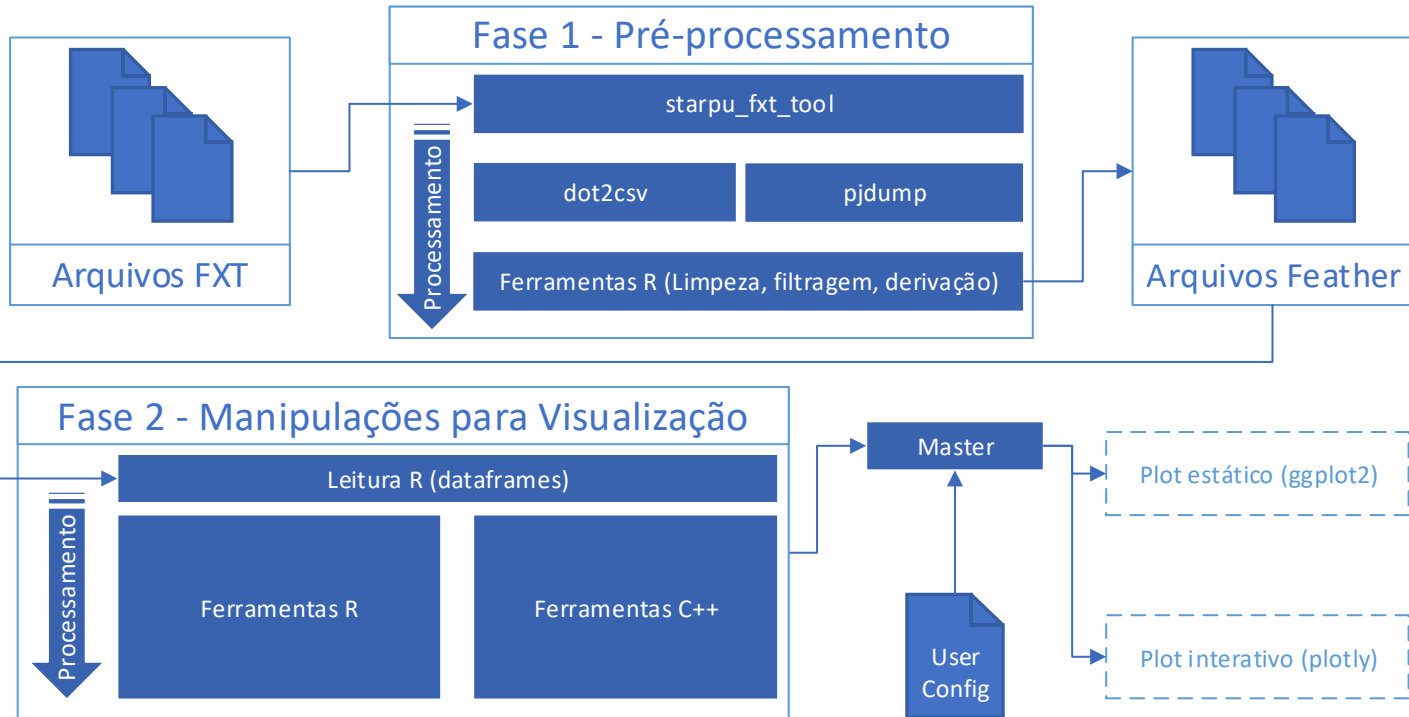 Fase 1 - Pré-processamento
starpu_fxt_tool
Processamento
dot2csv
pjdump
Ferramentas R (Limpeza, filtragem, derivação)
Arquivos FXT
Arquivos Feather
Fase 2 - Manipulações para Visualização
Leitura R (dataframes)
Processamento
Ferramentas R
Ferramentas C++
Master
User
Config
Plot estático (ggplot2)
Plot interativo (plotly)